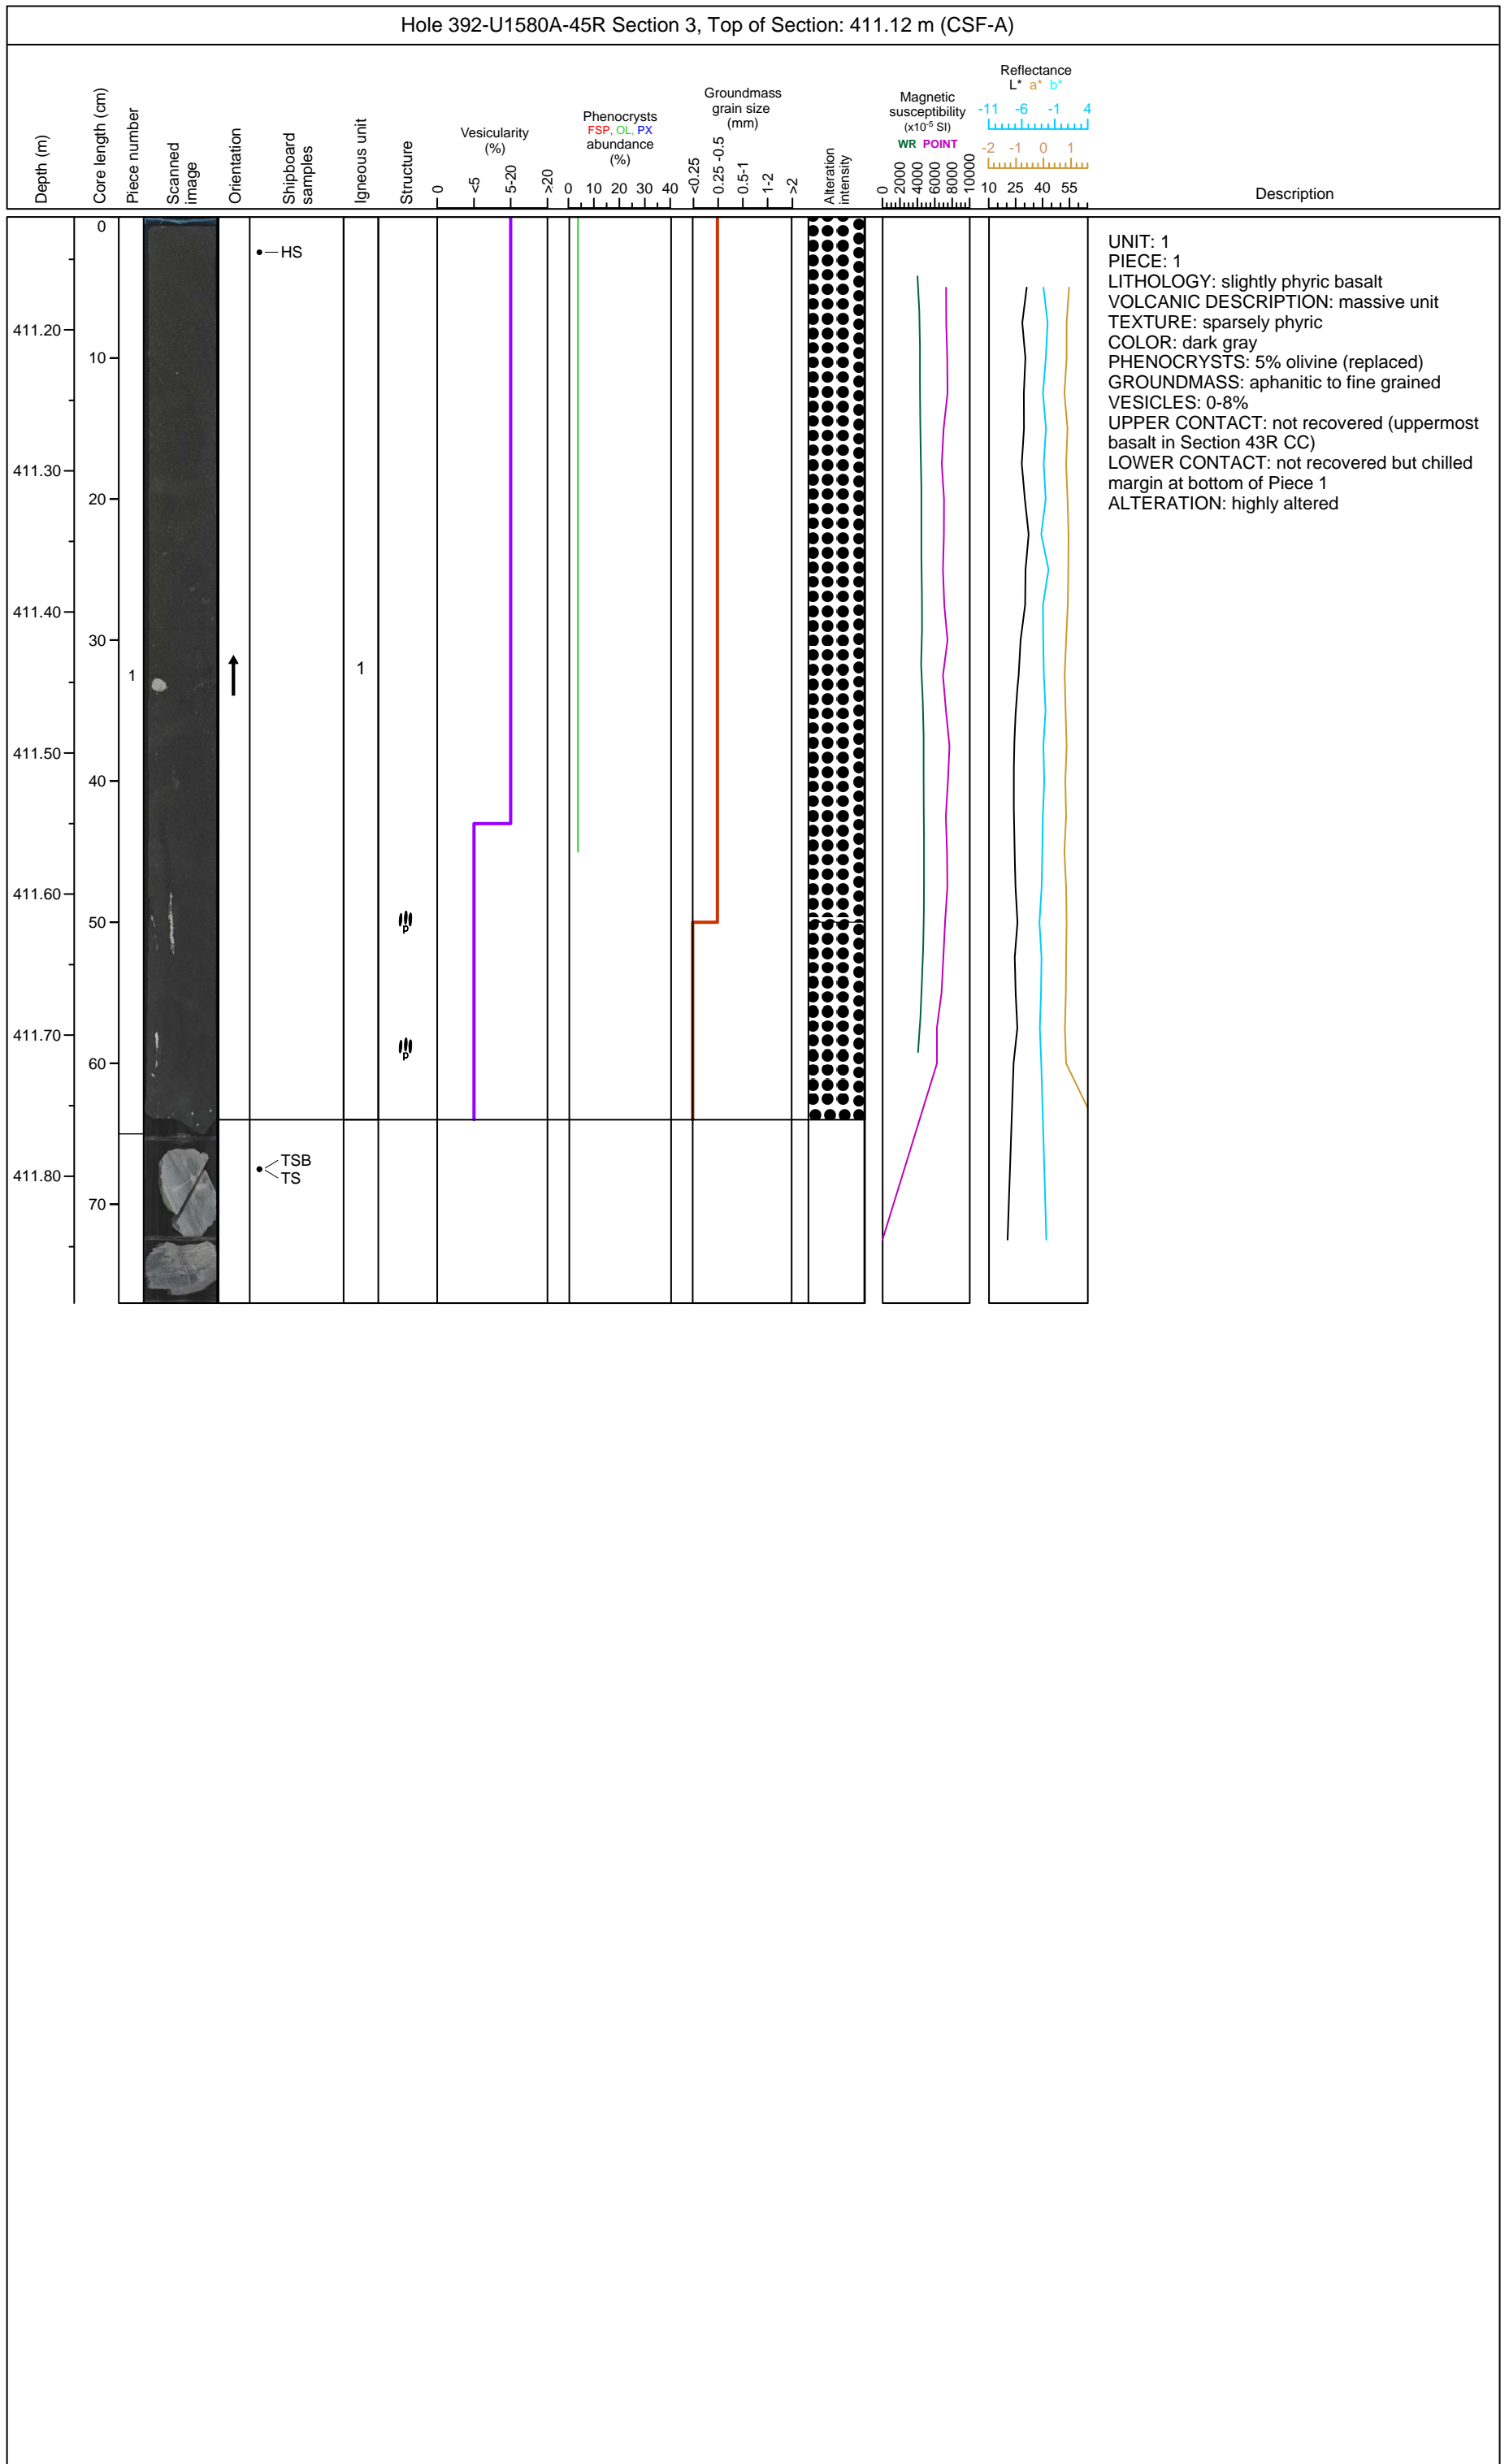 Hole 392-U1580A-45R Section 3, Top of Section: 411.12 m (CSF-A)
Depth (m)
Core length (cm)
Piece number
Scanned
image
Orientation
Shipboard
samples
Igneous unit
Structure
Vesicularity
(%)
0
<5
5-20
>20
Phenocrysts
FSP, OL, PX
abundance
(%)
0 10 20 30 40
Groundmass
grain size
(mm)
<0.25
0.25 -0.5
0.5-1
1-2
>2
Alteration
intensity
Magnetic
susceptibility
(x10-5 SI)
WR POINT
0
2000
4000
6000
8000
10000
Reflectance
L* a* b*
-11 -6 -1 4
-2 -1 0 1
10 25 40 55
Description
0
HS
UNIT: 1
PIECE: 1
LITHOLOGY: slightly phyric basalt
VOLCANIC DESCRIPTION: massive unit
TEXTURE: sparsely phyric
COLOR: dark gray
PHENOCRYSTS: 5% olivine (replaced)
GROUNDMASS: aphanitic to fine grained
VESICLES: 0-8%
UPPER CONTACT: not recovered (uppermost
basalt in Section 43R CC)
LOWER CONTACT: not recovered but chilled
margin at bottom of Piece 1
ALTERATION: highly altered
411.20
10
411.30
20
411.40
30
1
1
411.50
40
411.60
50
p
411.70
p
60
TSB
411.80
TS
70